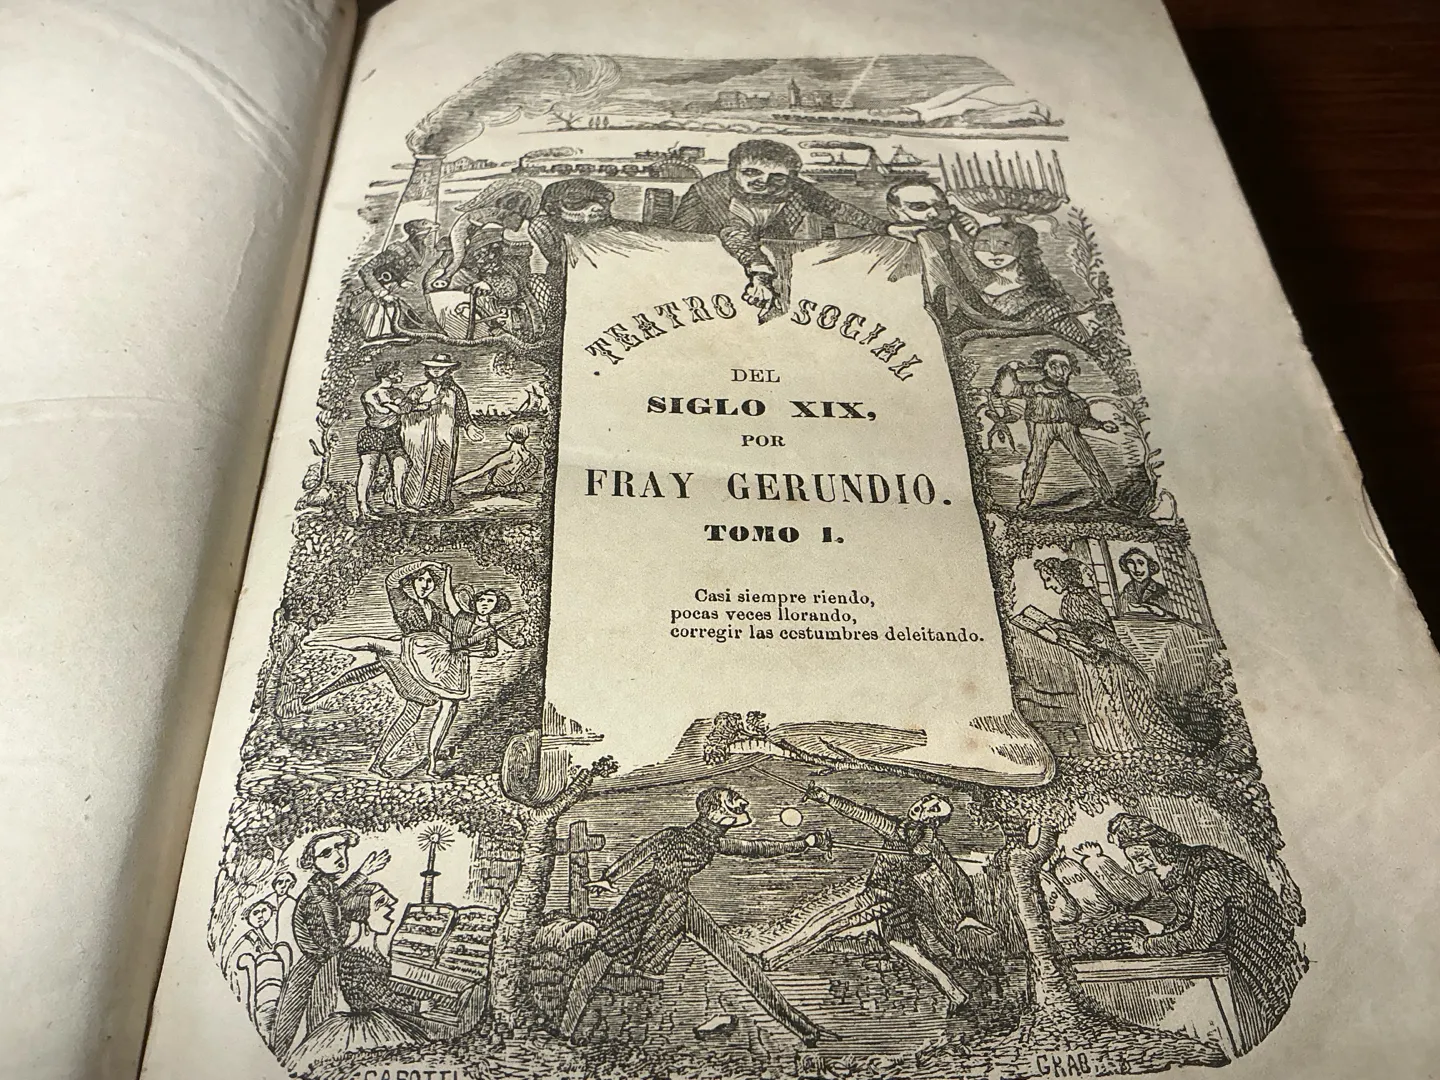 TEATRO SOCIAL
DEL
SIGLO XIX,
POR
FRAY GERUNDIO.
TOMO I.
Casi siempre riendo,
pocas veces llorando,
corregir las costumbres deleitando.
GRAB